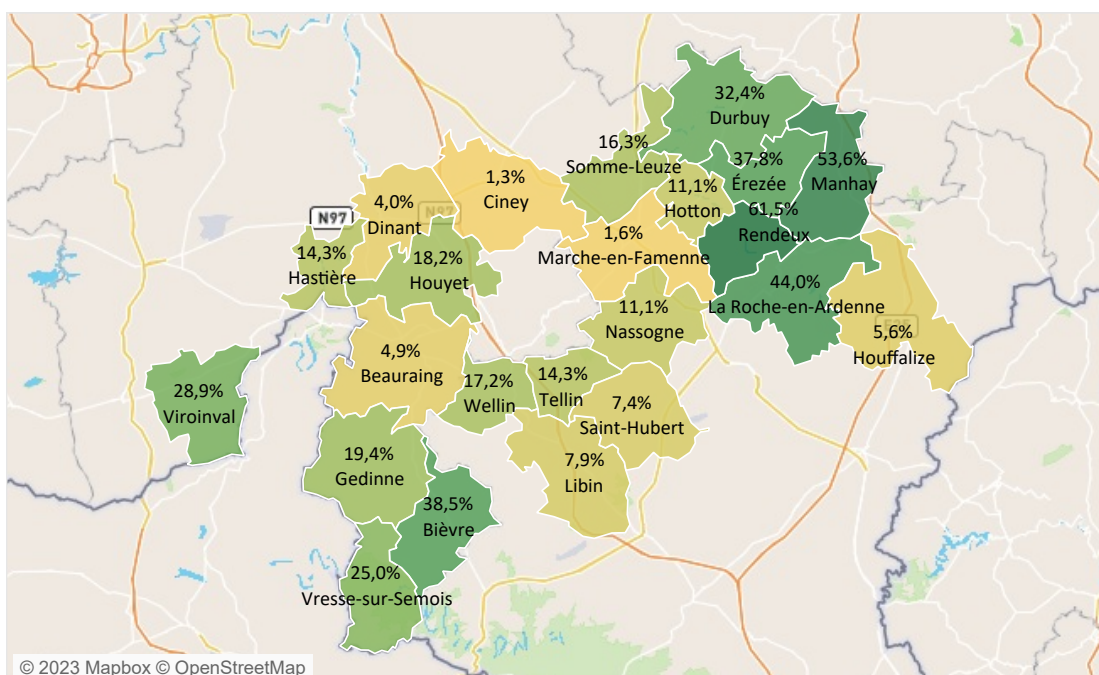 32,4%
Durbuy
16,3%
Somme-Leuze
37,8%
Érezée
53,6%
Manhay
1,3%
Ciney
11,1%
Hotton
4,0%
Dinant
N97
N97
61,5%
Rendeux
1,6%
Marche-en-Famenne
14,3%
Hastière
18,2%
Houyet
44,0%
La Roche-en-Ardenne
11,1%
Nassogne
E25
5,6%
Houffalize
4,9%
Beauraing
17,2%
Wellin
14,3%
Tellin
28,9%
Viroinval
7,4%
Saint-Hubert
19,4%
Gedinne
7,9%
Libin
38,5%
Bièvre
25,0%
Vresse-sur-Semois
© 2023 Mapbox © OpenStreetMap